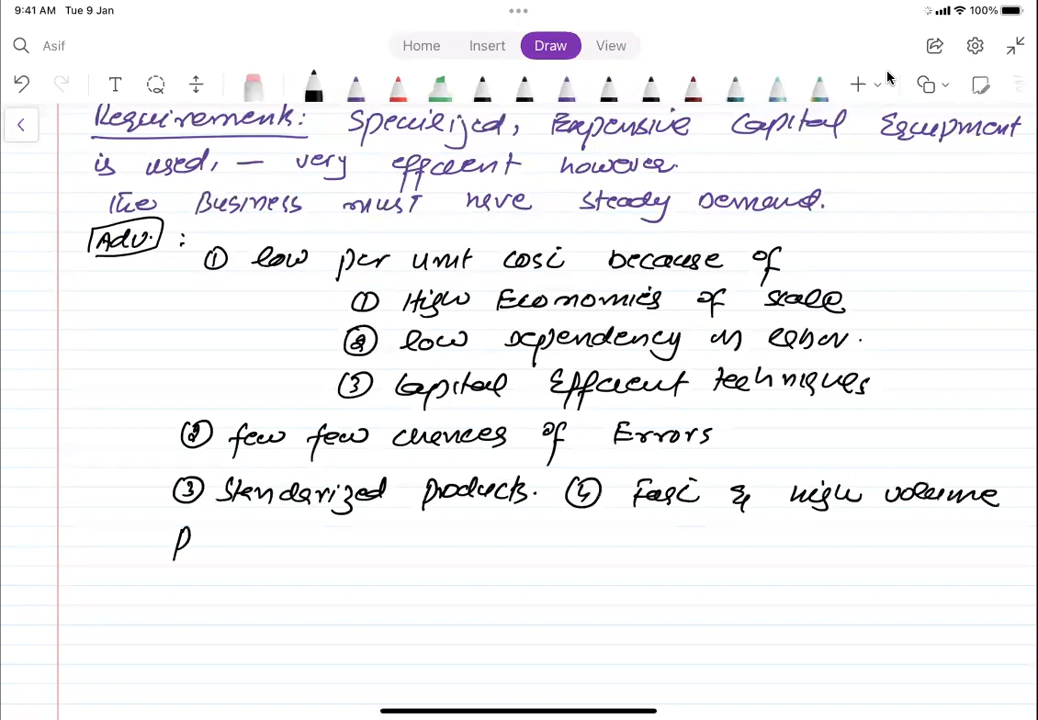 9:41 AM Tue 9 Jan
100%
Asif
Home Insert Draw View
Requirements: Specialized, Expensive Capital Equipment
is used, — very efficient however
the Business must have steady Demand.
Adv. :
① low per unit cost because of
① High Economies of scale
② low dependency on labor.
③ Capital Efficient techniques
② few few chances of Errors
③ Standarized products. ④ Fast & high volume
P